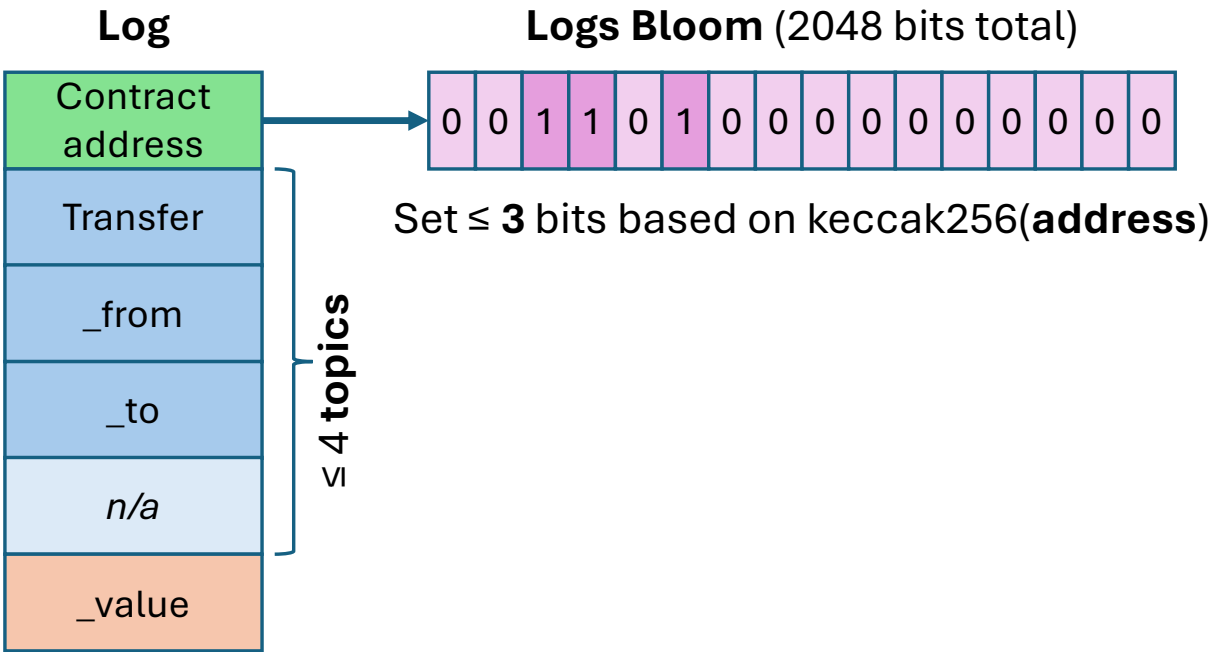 Log
Contract
address
Transfer
_from
_to
n/a
_value
≤ 4 topics
Logs Bloom (2048 bits total)
0 0 1 1 0 1 0 0 0 0 0 0 0 0 0 0
Set ≤ 3 bits based on keccak256(address)